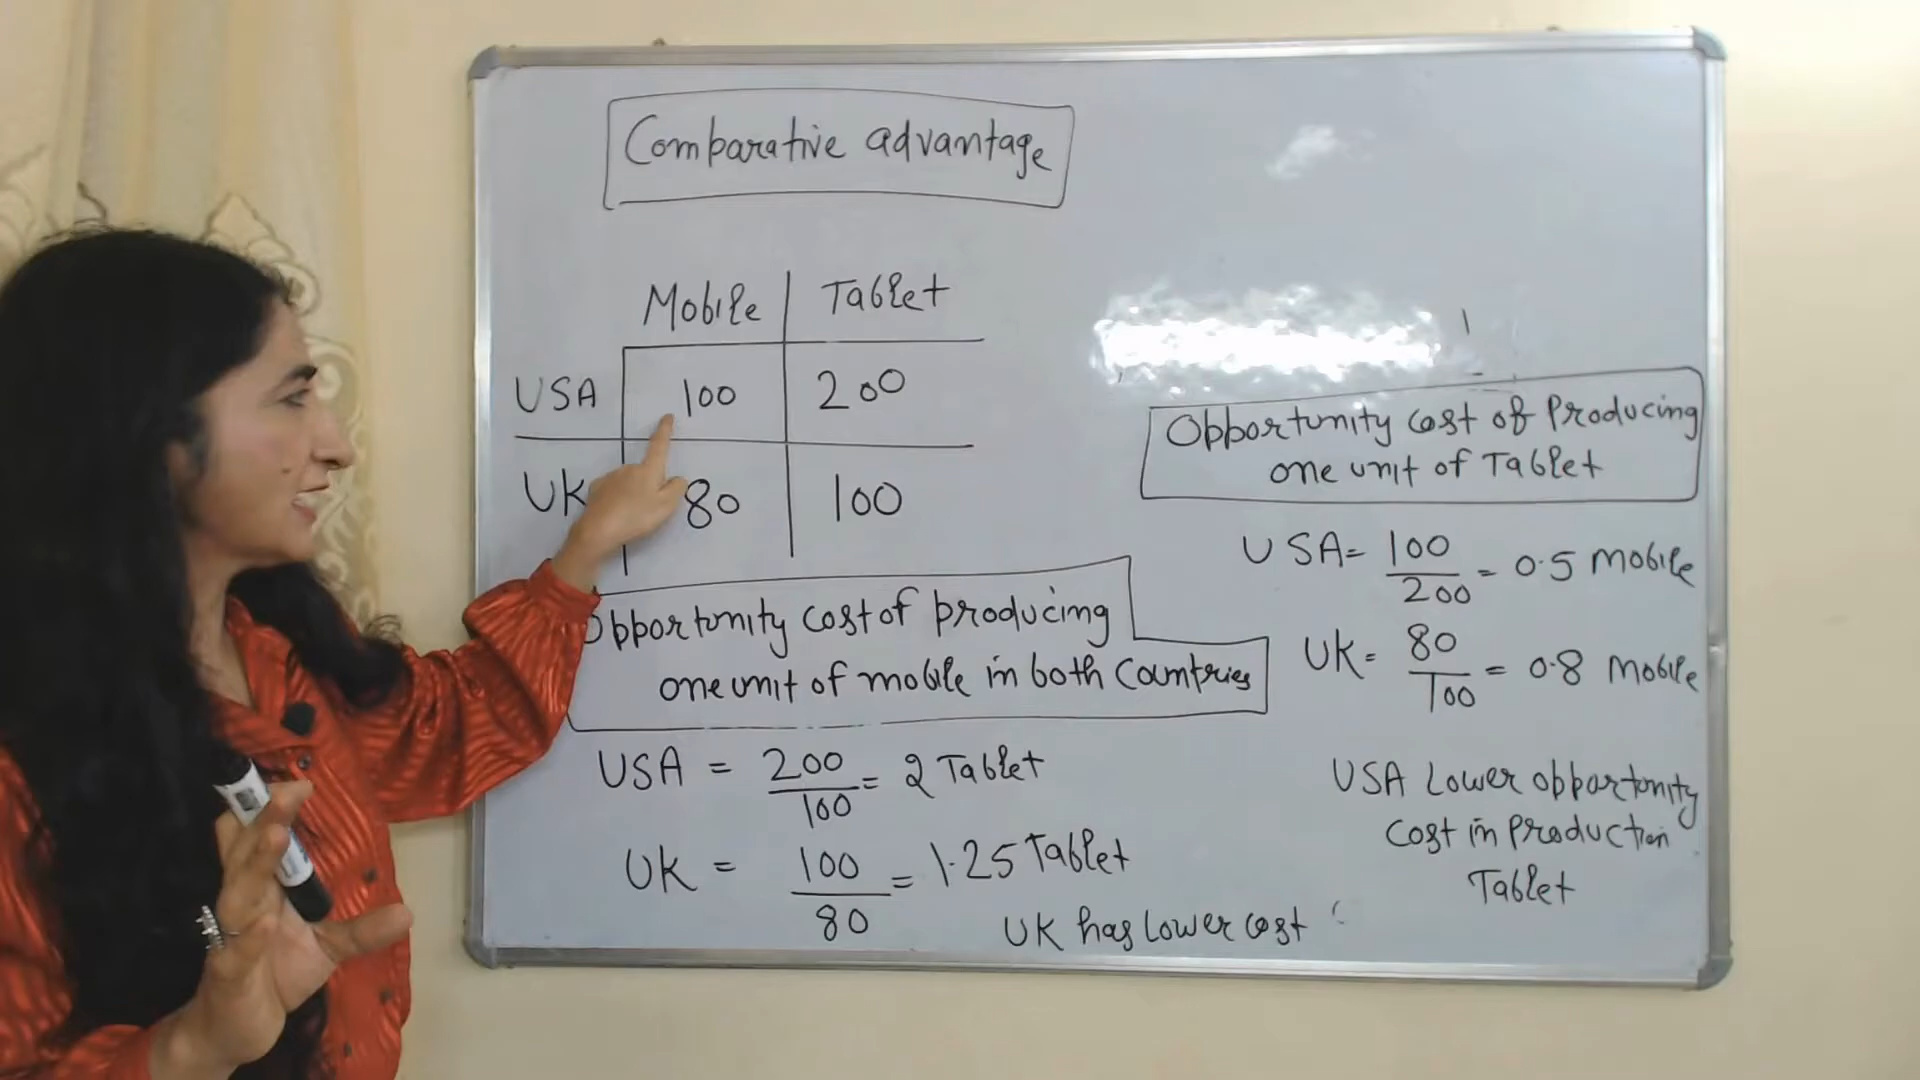 Comparative advantage
Mobile Tablet
USA 100 200
UK 80 100
Opportunity cost of producing
one unit of mobile in both Countries
USA = 200/100 = 2 Tablet
UK = 100/80 = 1.25 Tablet
UK has lower cost
Opportunity cost of Producing
one unit of Tablet
USA= 100/200 = 0.5 Mobile
UK= 80/100 = 0.8 Mobile
USA Lower opportunity
Cost in Production
Tablet